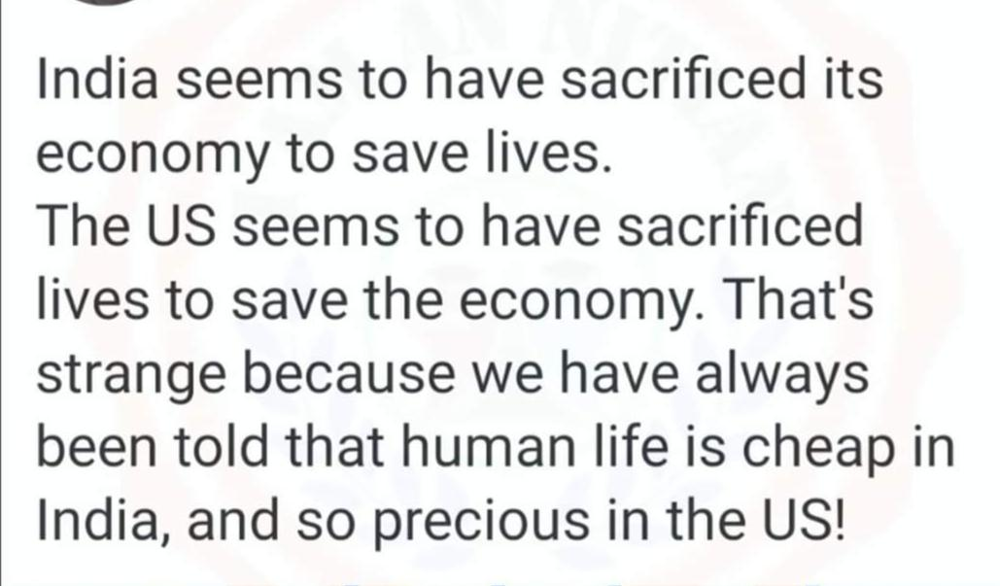 India seems to have sacrificed its
economy to save lives.
The US seems to have sacrificed
lives to save the economy. That's
strange because we have always
been told that human life is cheap in
India, and so precious in the US!